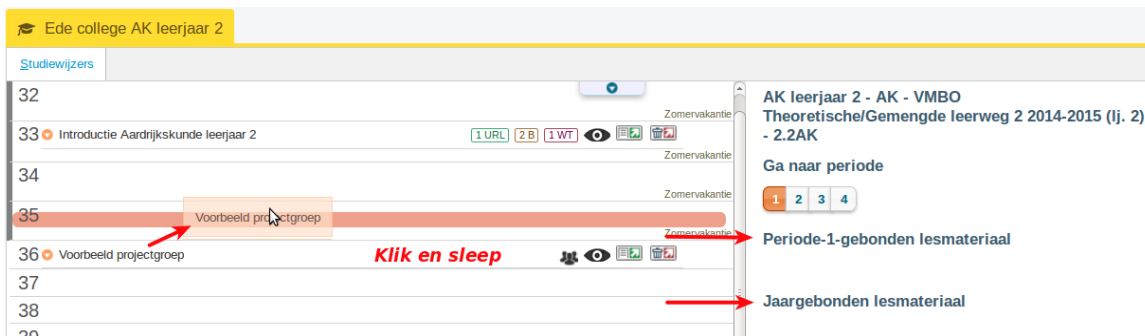 Ede college AK leerjaar 2
Studiewijzers
32
Zomervakantie
33 Introductie Aardrijkskunde leerjaar 2 1 URL 2 B 1 WT
Zomervakantie
34
Zomervakantie
35 Voorbeeld projectgroep
Zomervakantie
36 Voorbeeld projectgroep Klik en sleep
37
38
39
AK leerjaar 2 - AK - VMBO
Theoretische/Gemengde leerweg 2 2014-2015 (lj. 2)
- 2.2AK
Ga naar periode
1 2 3 4
Periode-1-gebonden lesmateriaal
Jaargebonden lesmateriaal